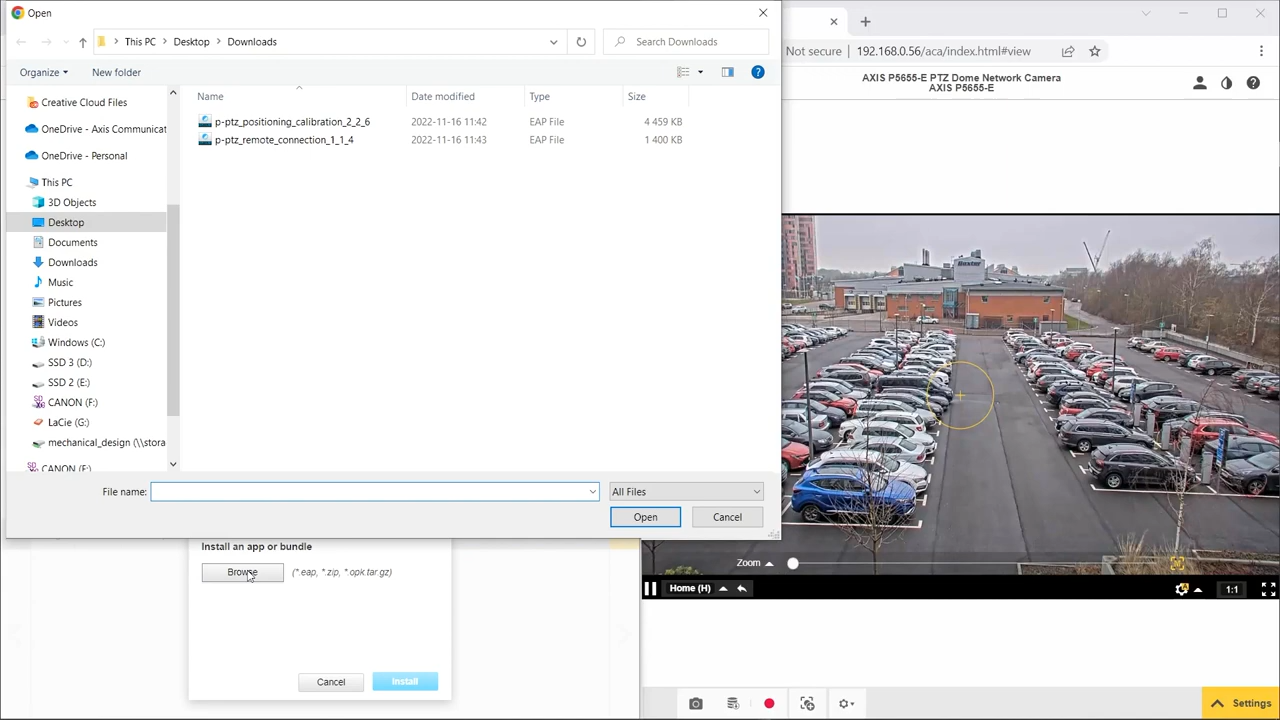 Open
This PC > Desktop > Downloads
Search Downloads
Organize
New folder
Name
Date modified
Type
Size
p-ptz_positioning_calibration_2_2_6
2022-11-16 11:42
EAP File
4 459 KB
p-ptz_remote_connection_1_1_4
2022-11-16 11:43
EAP File
1 400 KB
Creative Cloud Files
OneDrive - Axis Communicat
OneDrive - Personal
This PC
3D Objects
Desktop
Documents
Downloads
Music
Pictures
Videos
Windows (C:)
SSD 3 (D:)
SSD 2 (E:)
CANON (F:)
LaCie (G:)
mechanical_design (\\stora
CANON (F:)
File name:
All Files
Open
Cancel
Install an app or bundle
Browse
(*.eap, *.zip, *.opk.tar.gz)
Cancel
Install
Not secure
192.168.0.56/aca/index.html#view
AXIS P5655-E PTZ Dome Network Camera
AXIS P5655-E
Zoom
Home (H)
1:1
Settings